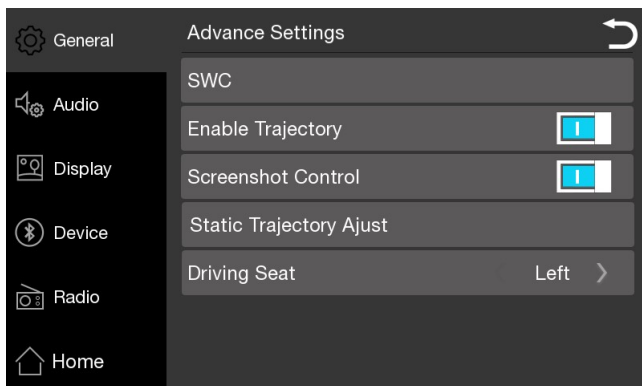 General
Audio
Display
Device
Radio
Home
Advance Settings
SWC
Enable Trajectory
Screenshot Control
Static Trajectory Ajust
Driving Seat Left